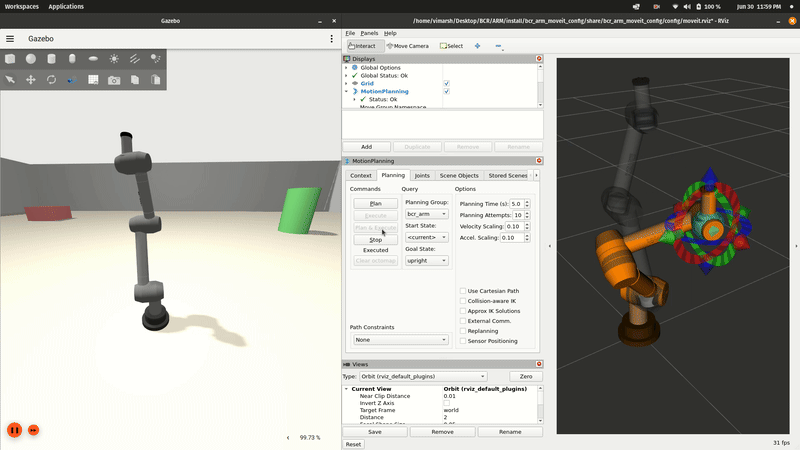 Workspaces Applications
100 %
Jun 30 11:59 PM
Gazebo
/home/vimarsh/Desktop/BCR/ARM/install/bcr_arm_moveit_config/share/bcr_arm_moveit_config/config/moveit.rviz* - RViz
Gazebo
File Panels Help
Interact Move Camera Select
Displays
Global Options
Global Status: Ok
Grid
MotionPlanning
Status: Ok
Move Group Namespace
Add Duplicate Remove Rename
MotionPlanning
Context Planning Joints Scene Objects Stored Scenes
Commands Query Options
Plan
Execute
Plan & Execute
Stop
Executed
Clear octomap
Planning Group:
bcr_arm
Start State:
<current>
Goal State:
upright
Planning Time (s): 5.0
Planning Attempts: 10
Velocity Scaling: 0.10
Accel. Scaling: 0.10
Use Cartesian Path
Collision-aware IK
Approx IK Solutions
External Comm.
Replanning
Sensor Positioning
Path Constraints
None
Views
Type: Orbit (rviz_default_plugins) Zero
Current View Orbit (rviz_default_plugins)
Near Clip Distance 0.01
Invert Z Axis
Target Frame world
Distance 2
Save Remove Rename
Reset
99.73 %
31 fps